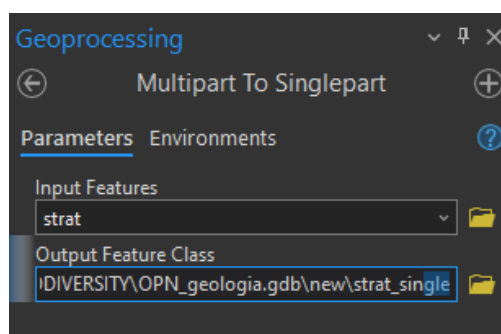 Geoprocessing
Multipart To Singlepart
Parameters Environments
Input Features
strat
Output Feature Class
DIVERSITY\OPN_geologia.gdb\new\strat_single